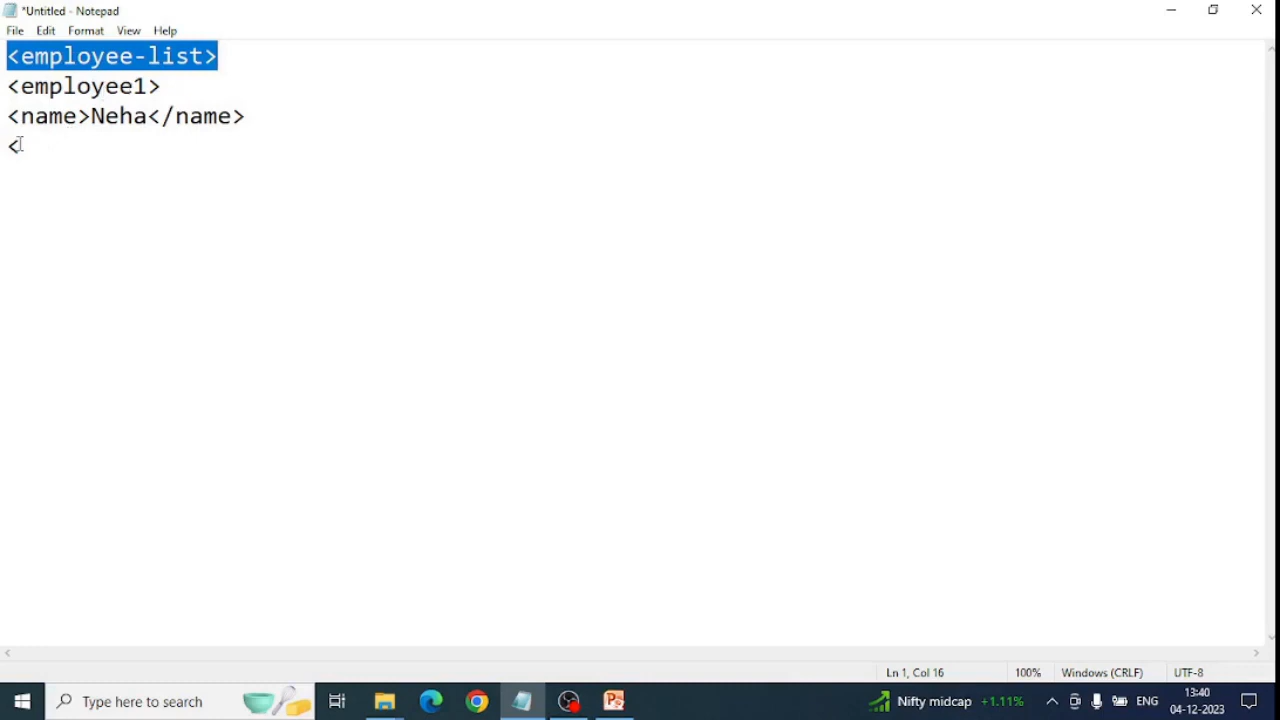 *Untitled - Notepad
File Edit Format View Help
<employee-list>
<employee1>
<name>Neha</name>
<
Ln 1, Col 16 100% Windows (CRLF) UTF-8
Type here to search
Nifty midcap +1.11%
ENG
13:40
04-12-2023